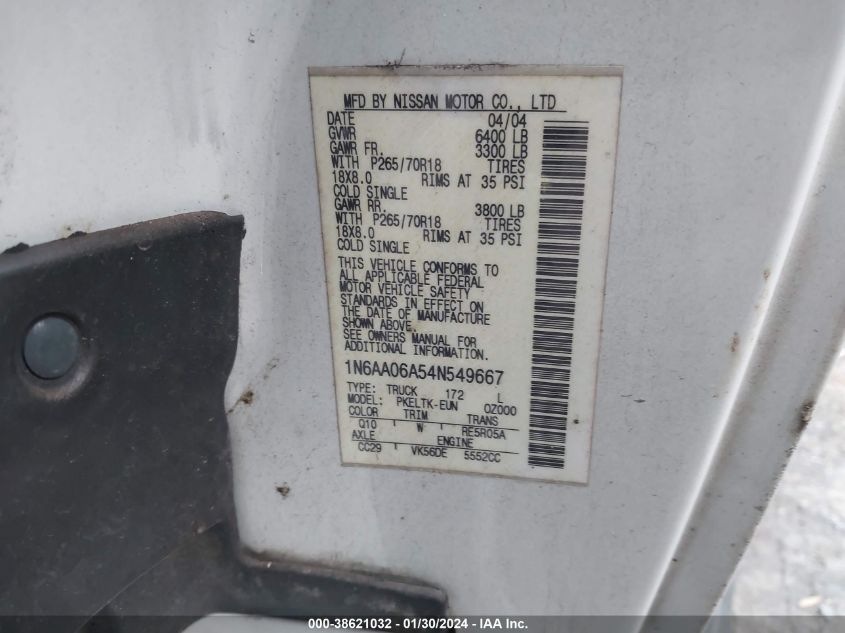 MFD BY NISSAN MOTOR CO., LTD
DATE 04/04
GVWR 6400 LB
GAWR FR. 3300 LB
WITH P265/70R18 TIRES
18X8.0 RIMS AT 35 PSI
COLD SINGLE
GAWR RR. 3800 LB
WITH P265/70R18 TIRES
18X8.0 RIMS AT 35 PSI
COLD SINGLE
THIS VEHICLE CONFORMS TO
ALL APPLICABLE FEDERAL
MOTOR VEHICLE SAFETY
STANDARDS IN EFFECT ON
THE DATE OF MANUFACTURE
SHOWN ABOVE.
SEE OWNERS MANUAL FOR
ADDITIONAL INFORMATION.
1N6AA06A54N549667
TYPE: TRUCK 172 L
MODEL: PKELTK-EUN 0Z000
COLOR TRIM TRANS
Q10 W RE5R05A
AXLE ENGINE
CC29 VK56DE 5552CC
000-38621032 - 01/30/2024 - IAA Inc.